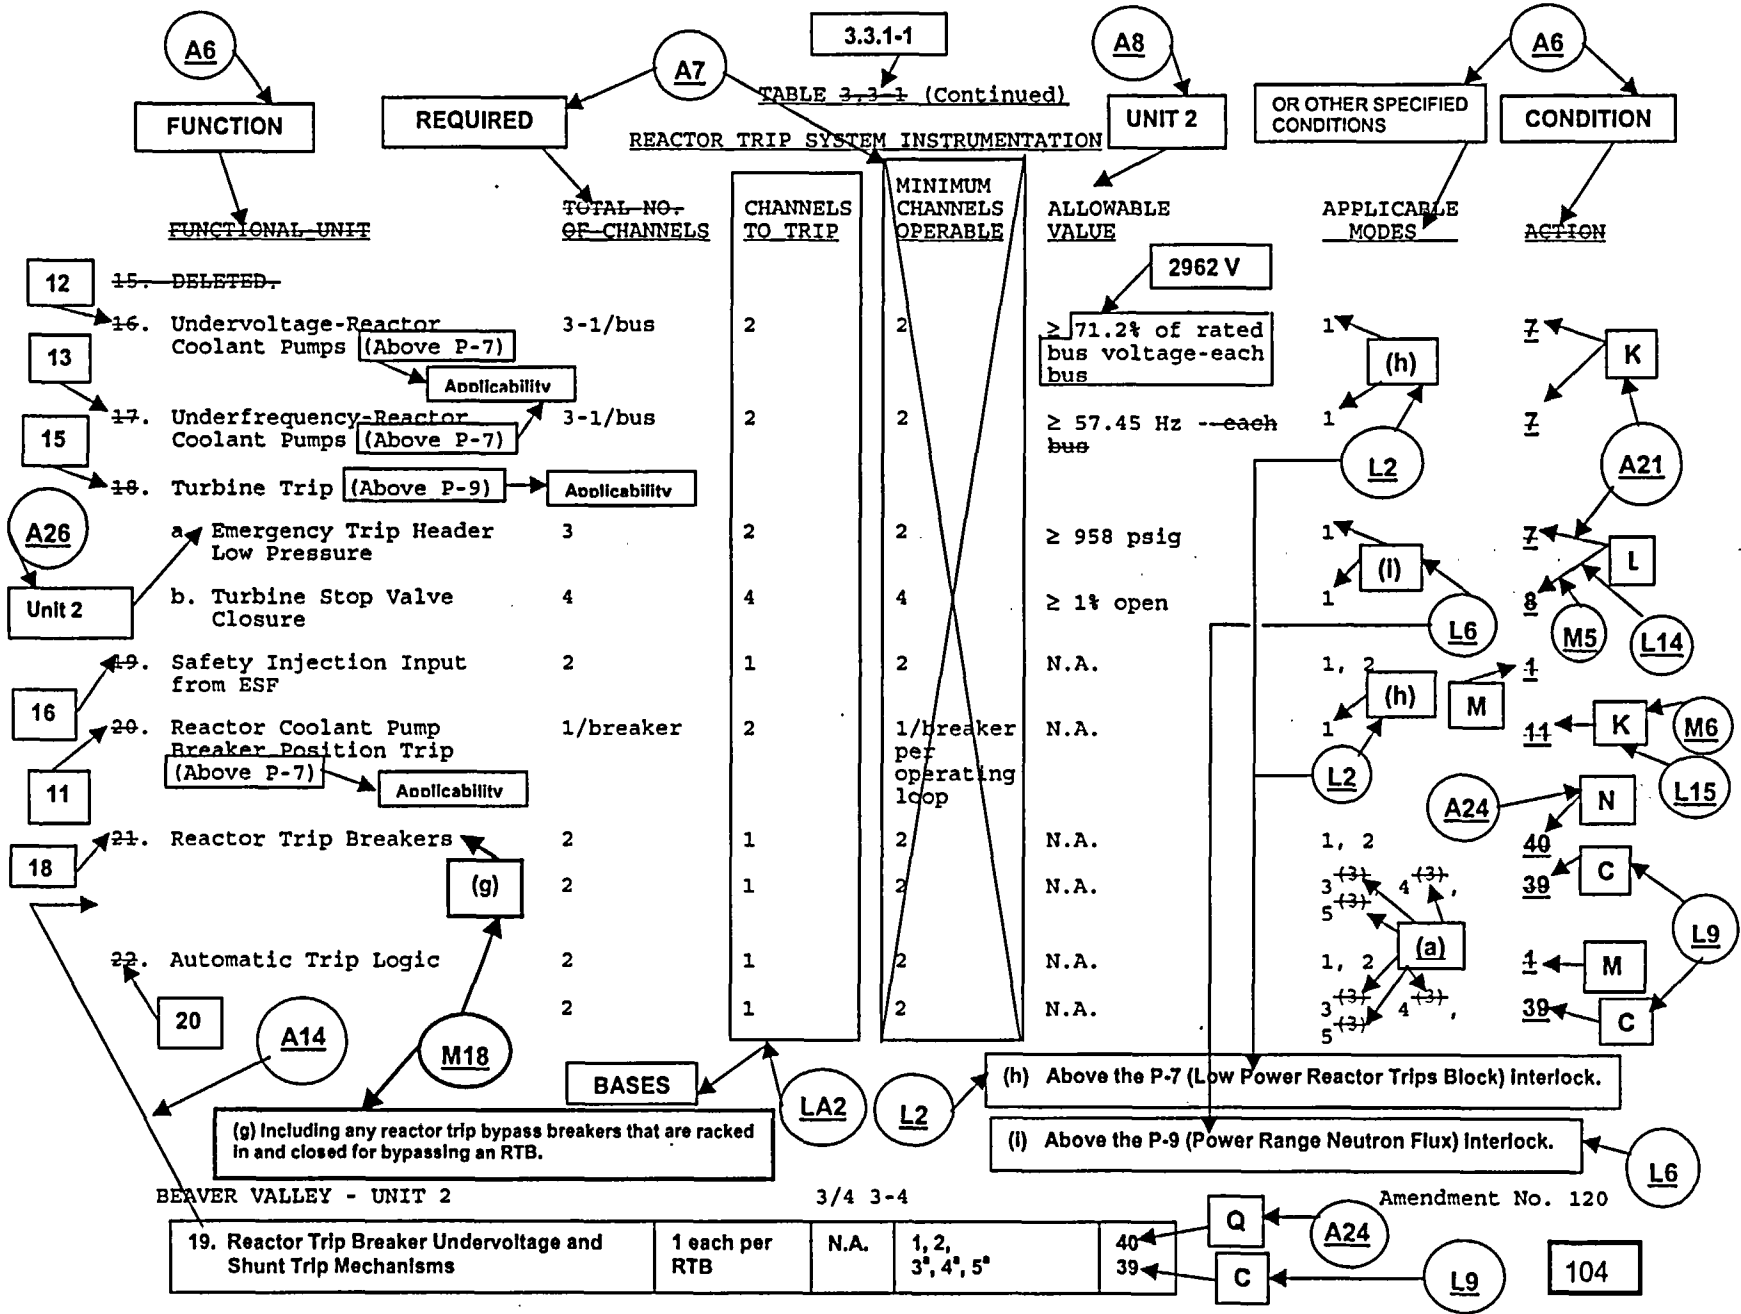 A6
3.3.1-1
A8
A6
A7
FUNCTION
REQUIRED
TABLE 3.3-1 (Continued)
UNIT 2
OR OTHER SPECIFIED
CONDITIONS
CONDITION
REACTOR TRIP SYSTEM INSTRUMENTATION
FUNCTIONAL UNIT
TOTAL NO.
OF CHANNELS
CHANNELS
TO TRIP
MINIMUM
CHANNELS
OPERABLE
ALLOWABLE
VALUE
APPLICABLE
MODES
ACTION
2962 V
12
15. DELETED.
16. Undervoltage-Reactor 3-1/bus 2 2 ≥ 71.2% of rated 1 7
Coolant Pumps (Above P-7) bus voltage-each
bus
(h)
K
13
Applicability
17. Underfrequency-Reactor 3-1/bus 2 2 ≥ 57.45 Hz --each 1 7
Coolant Pumps (Above P-7) bus
15
L2
A21
18. Turbine Trip (Above P-9) Applicability
A26
a. Emergency Trip Header 3 2 2 ≥ 958 psig 1 7
Low Pressure
(i)
L
Unit 2
b. Turbine Stop Valve 4 4 4 ≥ 1% open 1 8
Closure
L6
M5
L14
19. Safety Injection Input 2 1 2 N.A. 1, 2 1
from ESF
16
(h)
M
20. Reactor Coolant Pump 1/breaker 2 1/breaker N.A. 1 11
Breaker Position Trip per
(Above P-7) operating
loop
K
M6
11
Applicability
L2
L15
A24
N
21. Reactor Trip Breakers 2 1 2 N.A. 1, 2 40
18
(g)
C
2 1 2 N.A. 3(3), 4(3), 39
5(3)
(a)
L9
22. Automatic Trip Logic 2 1 2 N.A. 1, 2 1
M
20
2 1 2 N.A. 3(3), 4(3), 39
5(3)
C
A14
M18
BASES
LA2
L2
(h) Above the P-7 (Low Power Reactor Trips Block) interlock.
(g) Including any reactor trip bypass breakers that are racked
in and closed for bypassing an RTB.
(i) Above the P-9 (Power Range Neutron Flux) interlock.
L6
BEAVER VALLEY - UNIT 2 3/4 3-4 Amendment No. 120
19. Reactor Trip Breaker Undervoltage and 1 each per N.A. 1, 2, 40
Shunt Trip Mechanisms RTB 3ª, 4ª, 5ª 39
Q
A24
C
L9
104